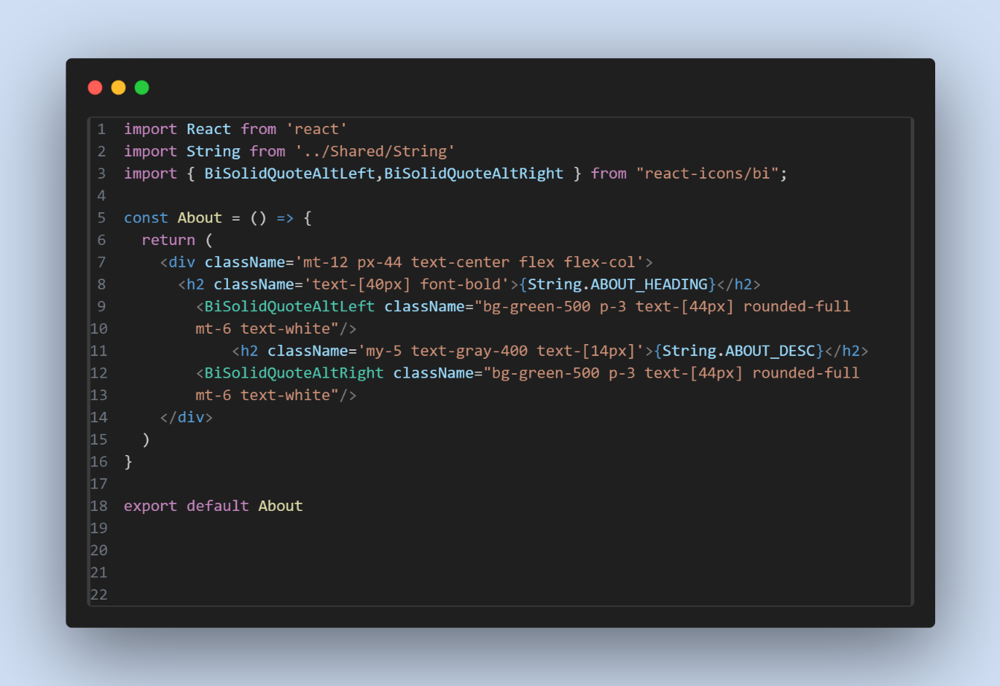 1 import React from 'react'
2 import String from '../Shared/String'
3 import { BiSolidQuoteAltLeft,BiSolidQuoteAltRight } from "react-icons/bi";
4
5 const About = () => {
6   return (
7     <div className='mt-12 px-44 text-center flex flex-col'>
8       <h2 className='text-[40px] font-bold'>{String.ABOUT_HEADING}</h2>
9         <BiSolidQuoteAltLeft className="bg-green-500 p-3 text-[44px] rounded-full
10         mt-6 text-white"/>
11             <h2 className='my-5 text-gray-400 text-[14px]'>{String.ABOUT_DESC}</h2>
12         <BiSolidQuoteAltRight className="bg-green-500 p-3 text-[44px] rounded-full
13         mt-6 text-white"/>
14     </div>
15   )
16 }
17
18 export default About
19
20
21
22